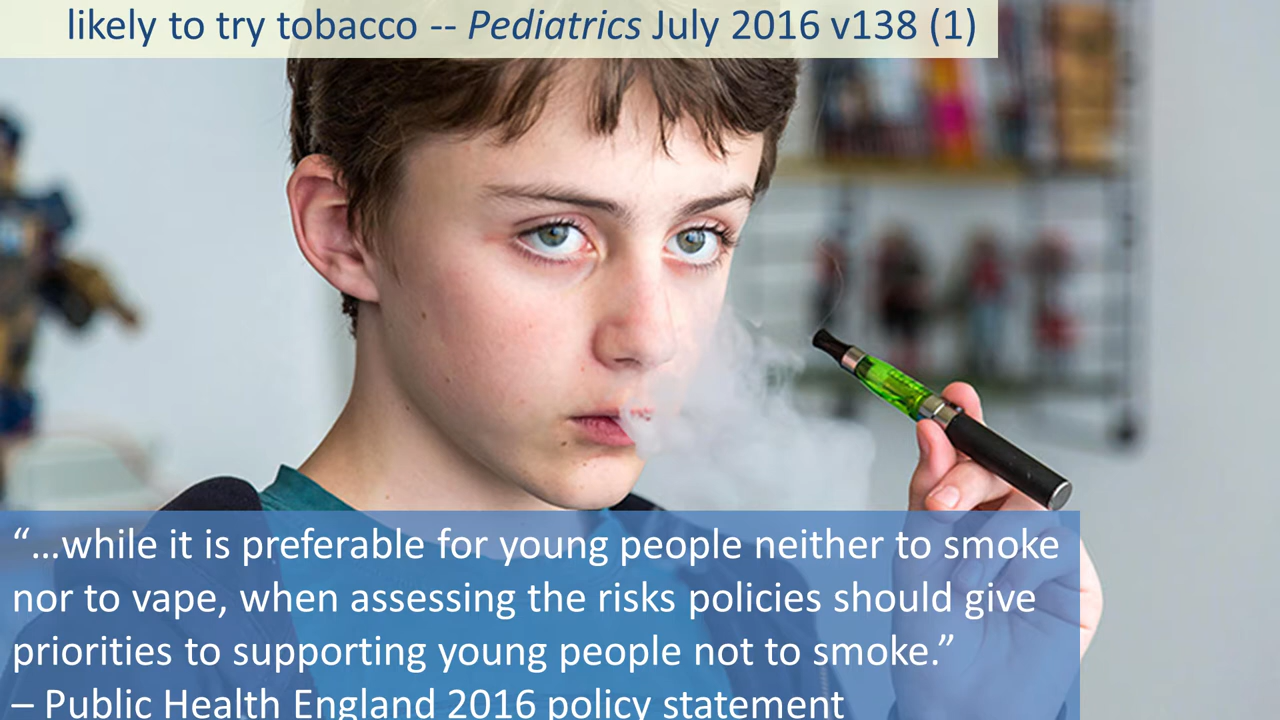 likely to try tobacco -- Pediatrics July 2016 v138 (1)
“…while it is preferable for young people neither to smoke
nor to vape, when assessing the risks policies should give
priorities to supporting young people not to smoke.”
– Public Health England 2016 policy statement